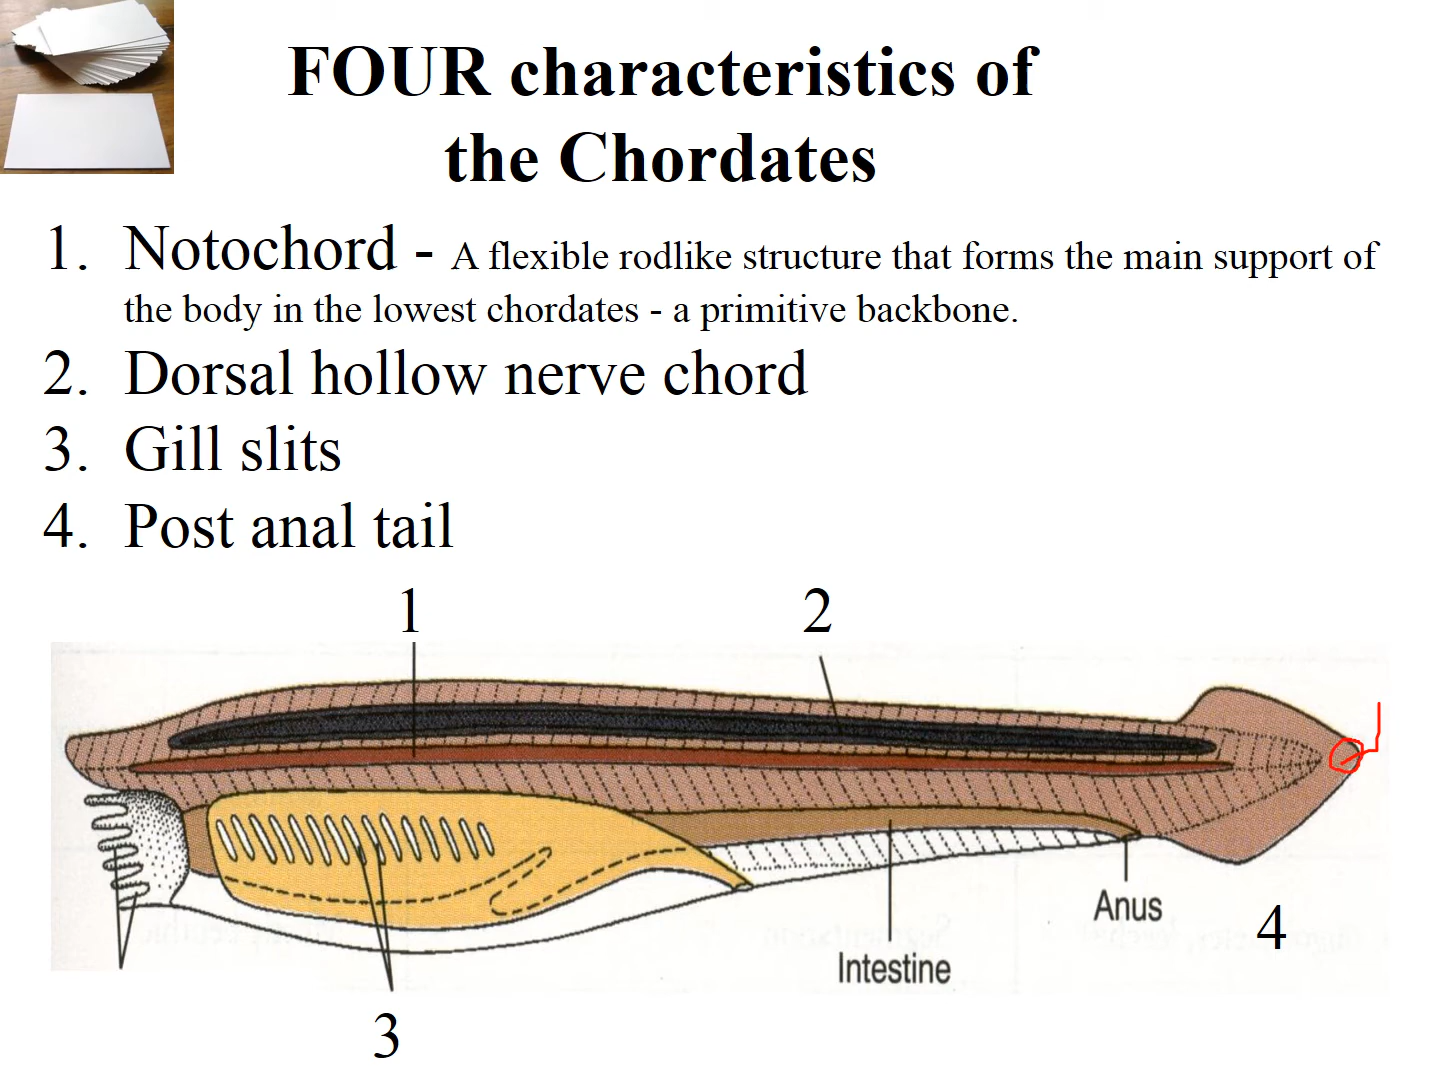 FOUR characteristics of
the Chordates
1. Notochord - A flexible rodlike structure that forms the main support of
the body in the lowest chordates - a primitive backbone.
2. Dorsal hollow nerve chord
3. Gill slits
4. Post anal tail
1
2
Anus
4
Intestine
3